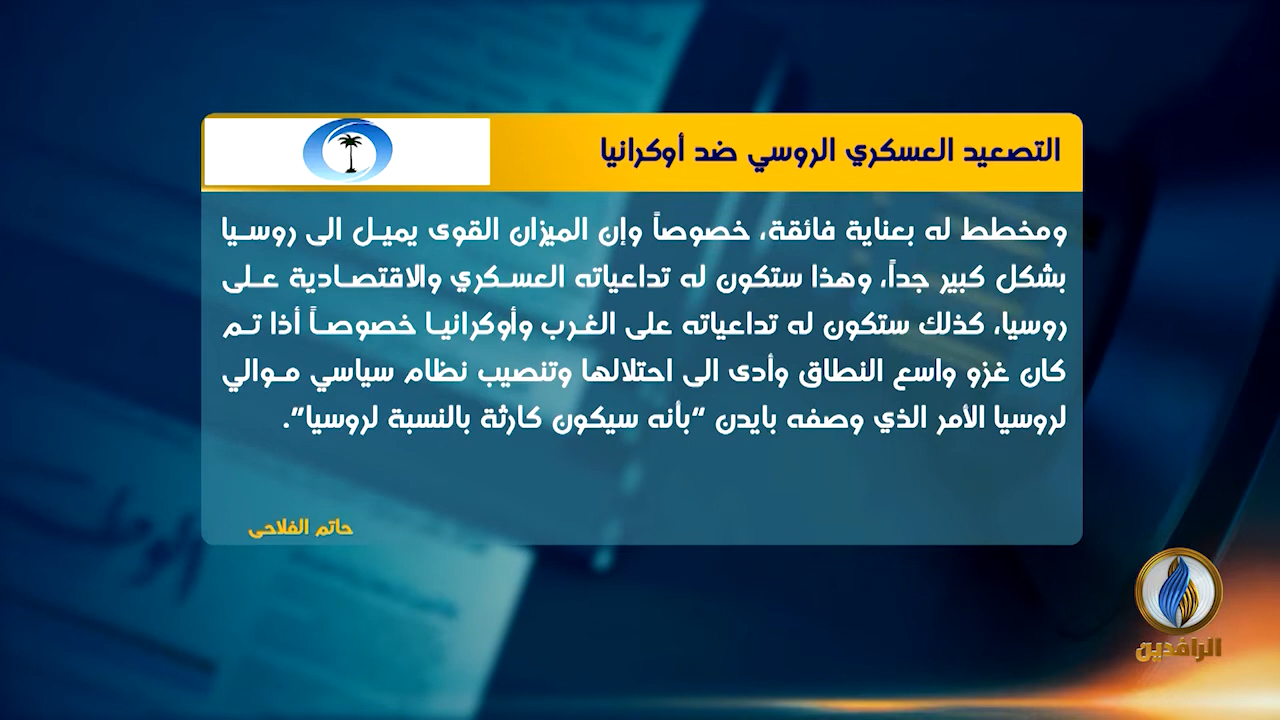 التصعيد العسكري الروسي ضد أوكرانيا
ومخطط له بعناية فائقة، خصوصاً وإن الميزان القوى يميل الى روسيا
بشكل كبير جداً، وهذا ستكون له تداعياته العسكري والاقتصادية على
روسيا، كذلك ستكون له تداعياته على الغرب وأوكرانيا خصوصاً أذا تم
كان غزو واسع النطاق وأدى الى احتلالها وتنصيب نظام سياسي موالي
لروسيا الأمر الذي وصفه بايدن “بأنه سيكون كارثة بالنسبة لروسيا”.
حاتم الفلاحي
الرافدين